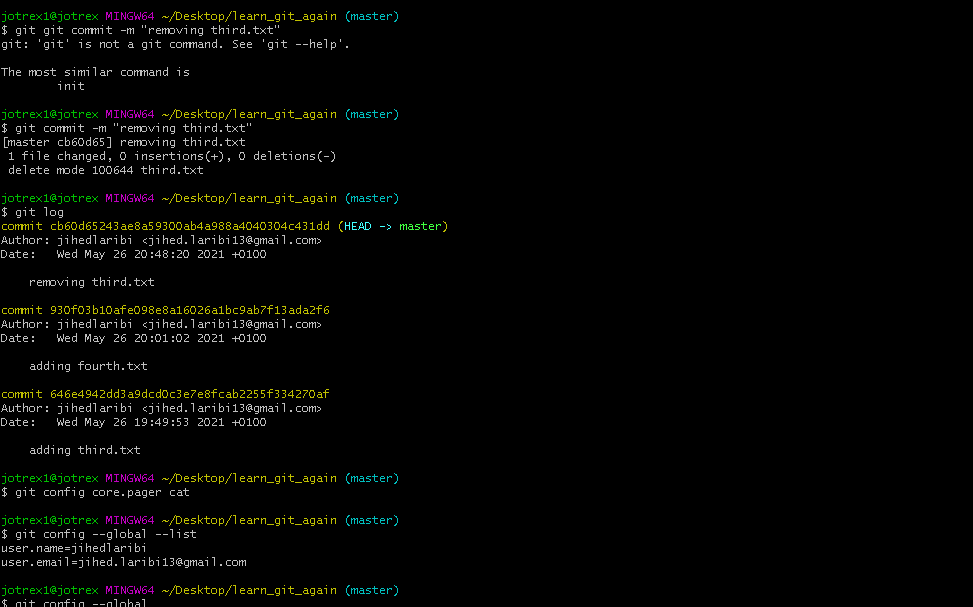 jotrex1@jotrex MINGW64 ~/Desktop/learn_git_again (master)
$ git git commit -m "removing third.txt"
git: 'git' is not a git command. See 'git --help'.
The most similar command is
init
jotrex1@jotrex MINGW64 ~/Desktop/learn_git_again (master)
$ git commit -m "removing third.txt"
[master cb60d65] removing third.txt
1 file changed, 0 insertions(+), 0 deletions(-)
delete mode 100644 third.txt
jotrex1@jotrex MINGW64 ~/Desktop/learn_git_again (master)
$ git log
commit cb60d65243ae8a59300ab4a988a4040304c431dd (HEAD -> master)
Author: jihedlaribi <jihed.laribi13@gmail.com>
Date:   Wed May 26 20:48:20 2021 +0100
removing third.txt
commit 930f03b10afe098e8a16026a1bc9ab7f13ada2f6
Author: jihedlaribi <jihed.laribi13@gmail.com>
Date:   Wed May 26 20:01:02 2021 +0100
adding fourth.txt
commit 646e4942dd3a9dcd0c3e7e8fcab2255f334270af
Author: jihedlaribi <jihed.laribi13@gmail.com>
Date:   Wed May 26 19:49:53 2021 +0100
adding third.txt
jotrex1@jotrex MINGW64 ~/Desktop/learn_git_again (master)
$ git config core.pager cat
jotrex1@jotrex MINGW64 ~/Desktop/learn_git_again (master)
$ git config --global --list
user.name=jihedlaribi
user.email=jihed.laribi13@gmail.com
jotrex1@jotrex MINGW64 ~/Desktop/learn_git_again (master)
$ git config --global